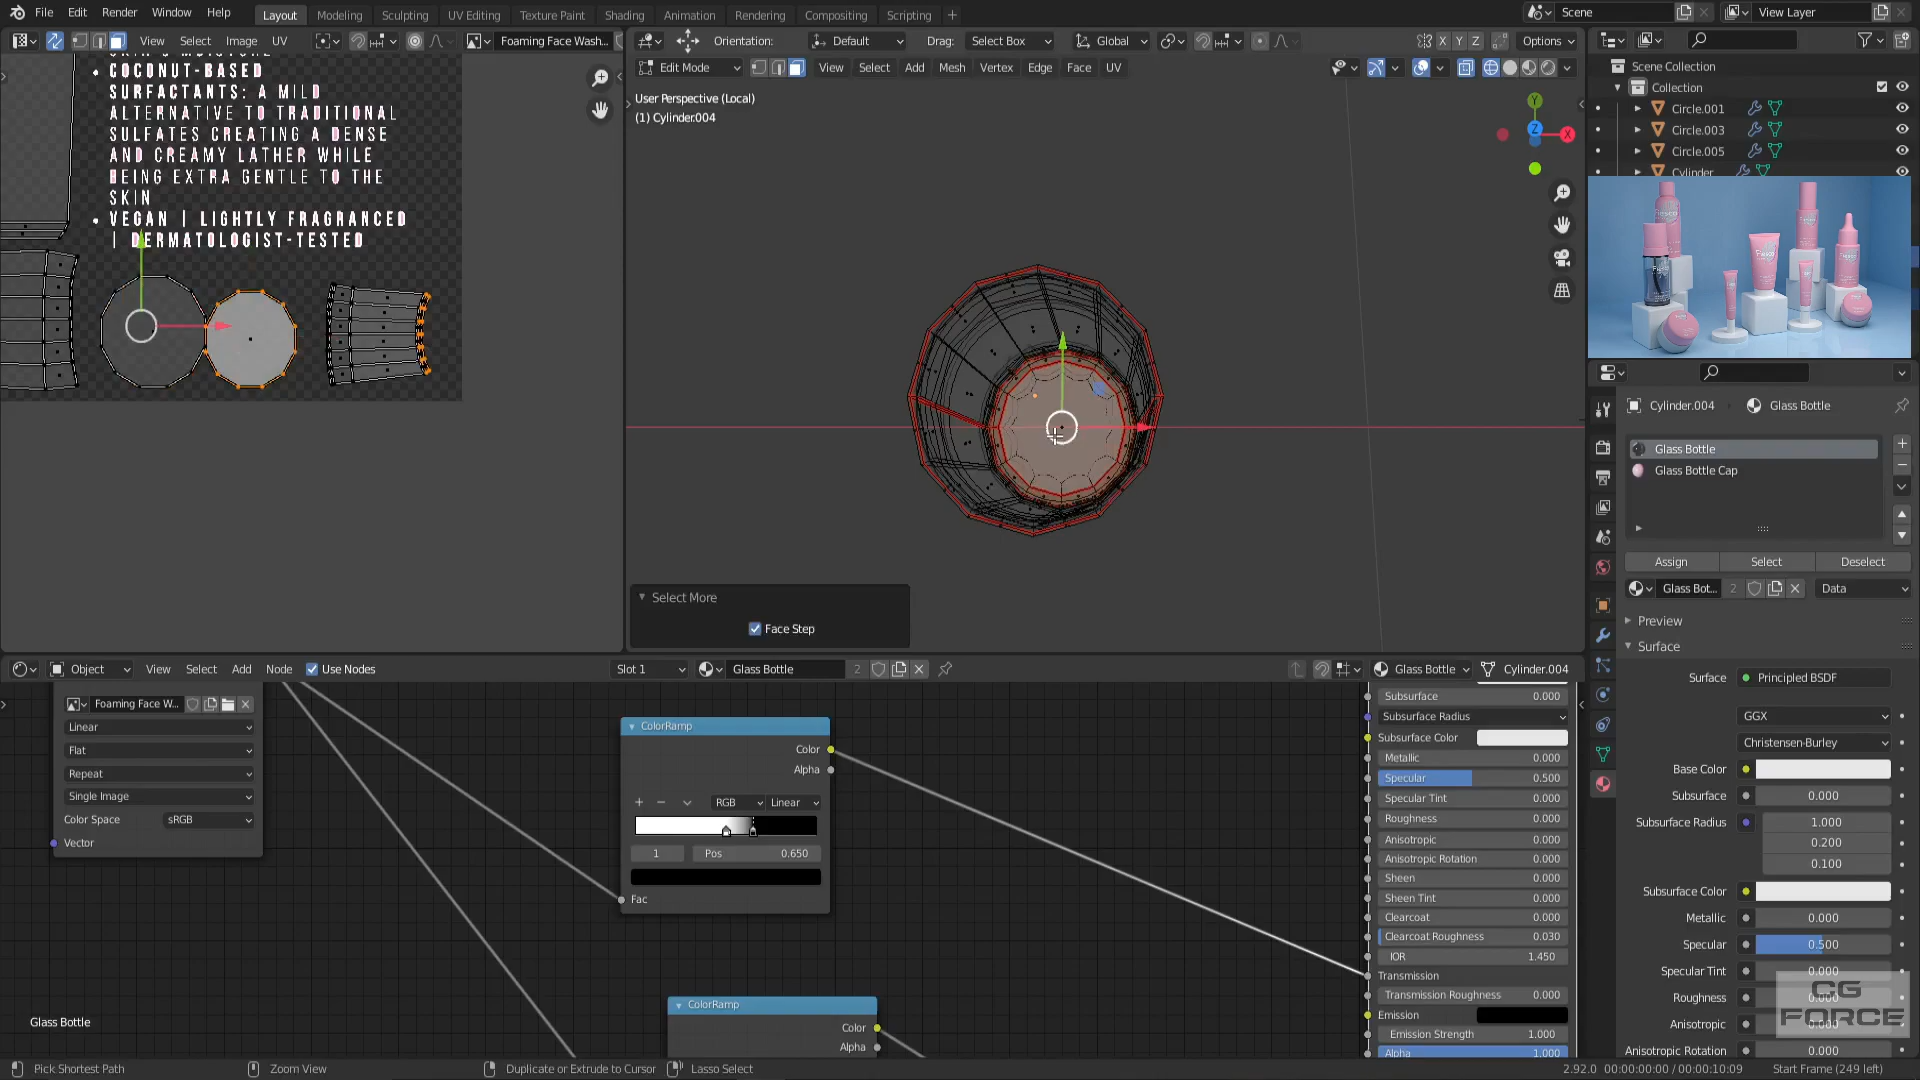 File Edit Render Window Help
Layout Modeling Sculpting UV Editing Texture Paint Shading Animation Rendering Compositing Scripting +
Scene View Layer
View Select Image UV Foaming Face Wash...
Orientation: Default Drag: Select Box Global X Y Z Options
Edit Mode View Select Add Mesh Vertex Edge Face UV
COCONUT-BASED
SURFACTANTS: A MILD
ALTERNATIVE TO TRADITIONAL
SULFATES CREATING A DENSE
AND CREAMY LATHER WHILE
BEING EXTRA GENTLE TO THE
SKIN
VEGAN | LIGHTLY FRAGRANCED
| DERMATOLOGIST-TESTED
User Perspective (Local)
(1) Cylinder.004
Y
Z X
Select More
Face Step
Scene Collection
Collection
Circle.001
Circle.003
Circle.005
Cylinder
Cylinder.004 Glass Bottle
Glass Bottle
Glass Bottle Cap
Assign Select Deselect
Glass Bot... 2 Data
Preview
Surface
Surface Principled BSDF
GGX
Christensen-Burley
Base Color
Subsurface 0.000
Subsurface Radius 1.000
0.200
0.100
Subsurface Color
Metallic 0.000
Specular 0.500
Specular Tint 0.000
Roughness
Anisotropic
Anisotropic Rotation 0.000
CG
FORCE
Object View Select Add Node Use Nodes Slot 1 Glass Bottle 2 Glass Bottle Cylinder.004
Foaming Face W...
Linear
Flat
Repeat
Single Image
Color Space sRGB
Vector
ColorRamp
Color
Alpha
RGB Linear
1 Pos 0.650
Fac
ColorRamp
Color
Alpha
Subsurface 0.000
Subsurface Radius
Subsurface Color
Metallic 0.000
Specular 0.500
Specular Tint 0.000
Roughness 0.000
Anisotropic 0.000
Anisotropic Rotation 0.000
Sheen 0.000
Sheen Tint 0.000
Clearcoat 0.000
Clearcoat Roughness 0.030
IOR 1.450
Transmission
Transmission Roughness 0.000
Emission
Emission Strength 1.000
Alpha 1.000
Glass Bottle
Pick Shortest Path Zoom View Duplicate or Extrude to Cursor Lasso Select 2.92.0 00:00:00:00 / 00:00:10:09 Start Frame (249 left)